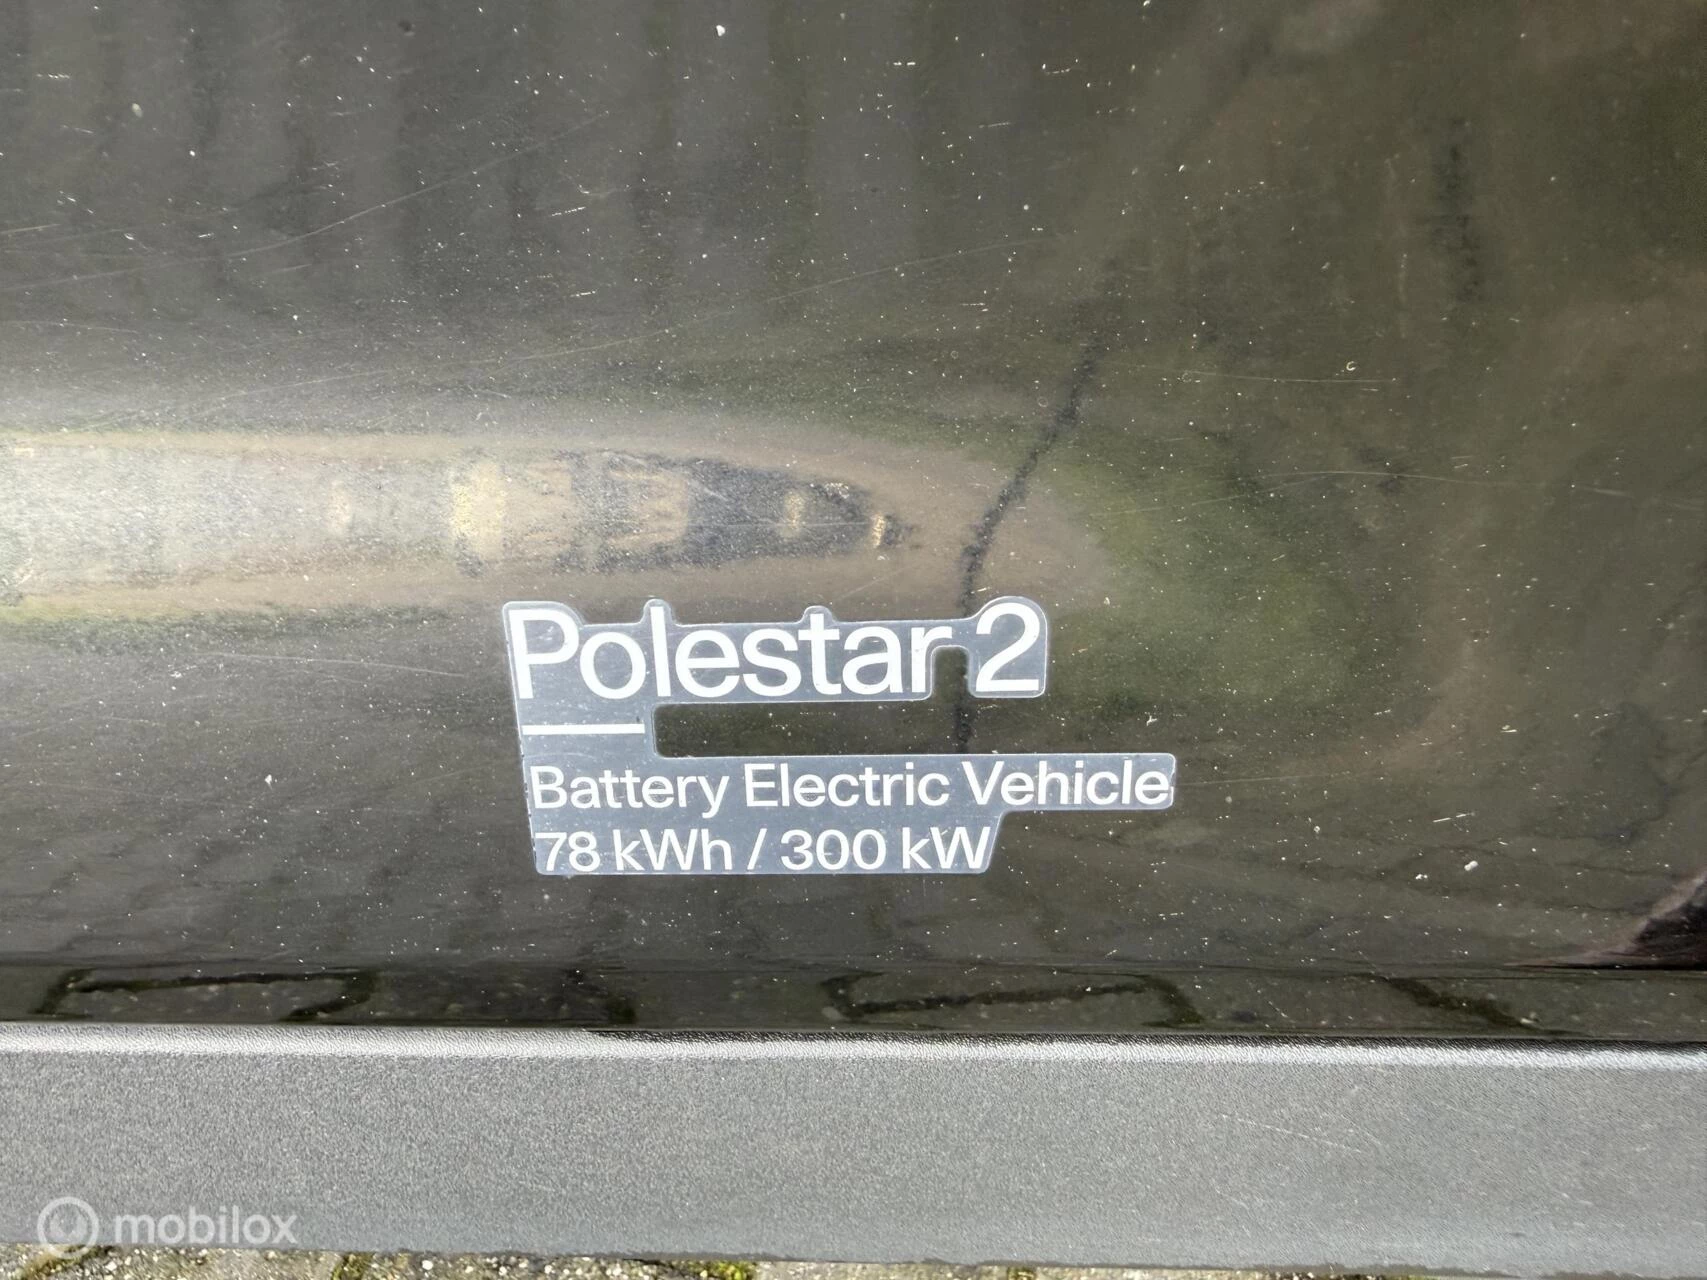 Polestar 2
Battery Electric Vehicle
78 kWh / 300 kW
mobilox